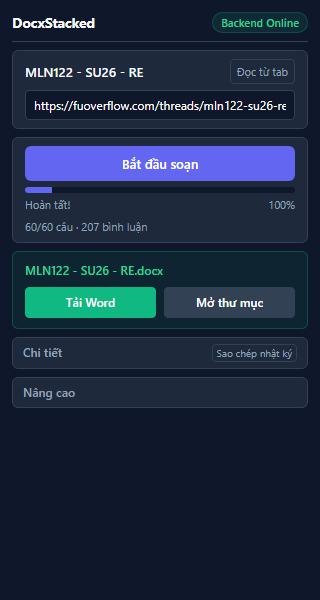 DocxStacked
Backend Online
MLN122 - SU26 - RE
Đọc từ tab
https://fuoverflow.com/threads/mln122-su26-re
Bắt đầu soạn
Hoàn tất!
100%
60/60 câu · 207 bình luận
MLN122 - SU26 - RE.docx
Tải Word
Mở thư mục
Chi tiết
Sao chép nhật ký
Nâng cao